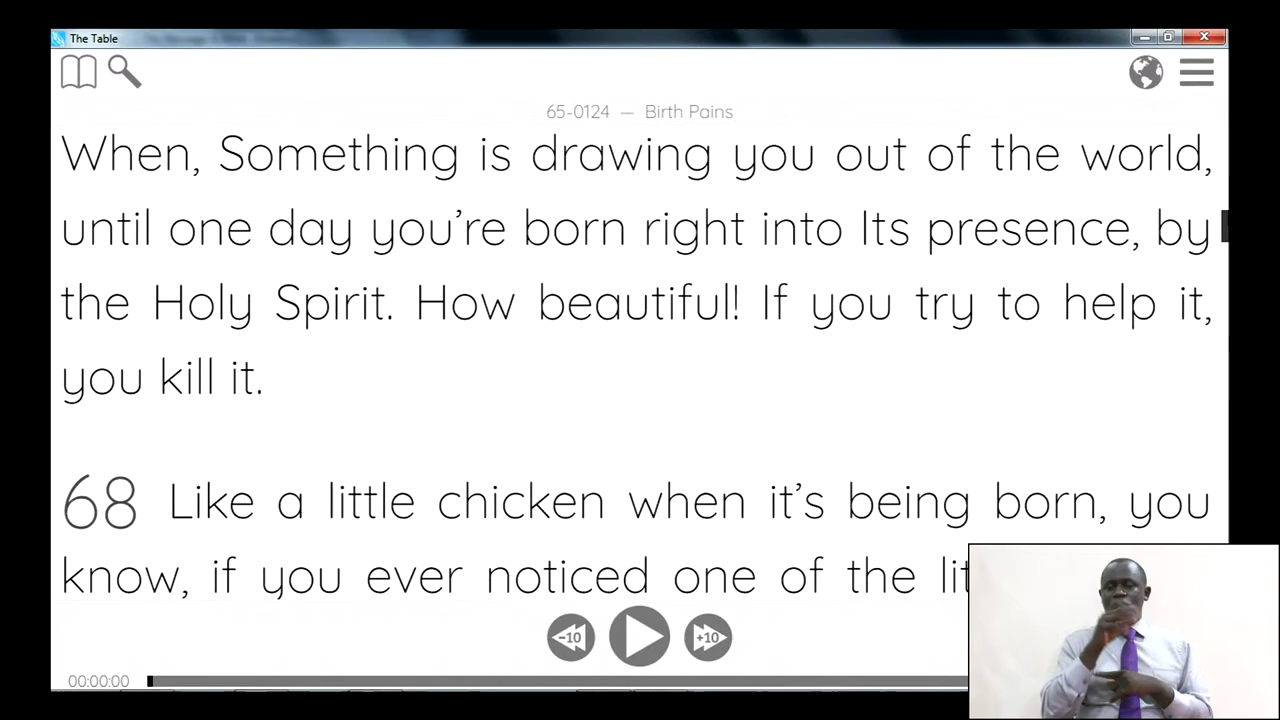 The Table
65-0124 — Birth Pains
When, Something is drawing you out of the world,
until one day you’re born right into Its presence, by
the Holy Spirit. How beautiful! If you try to help it,
you kill it.
68 Like a little chicken when it’s being born, you
know, if you ever noticed one of the
-10 +10
00:00:00